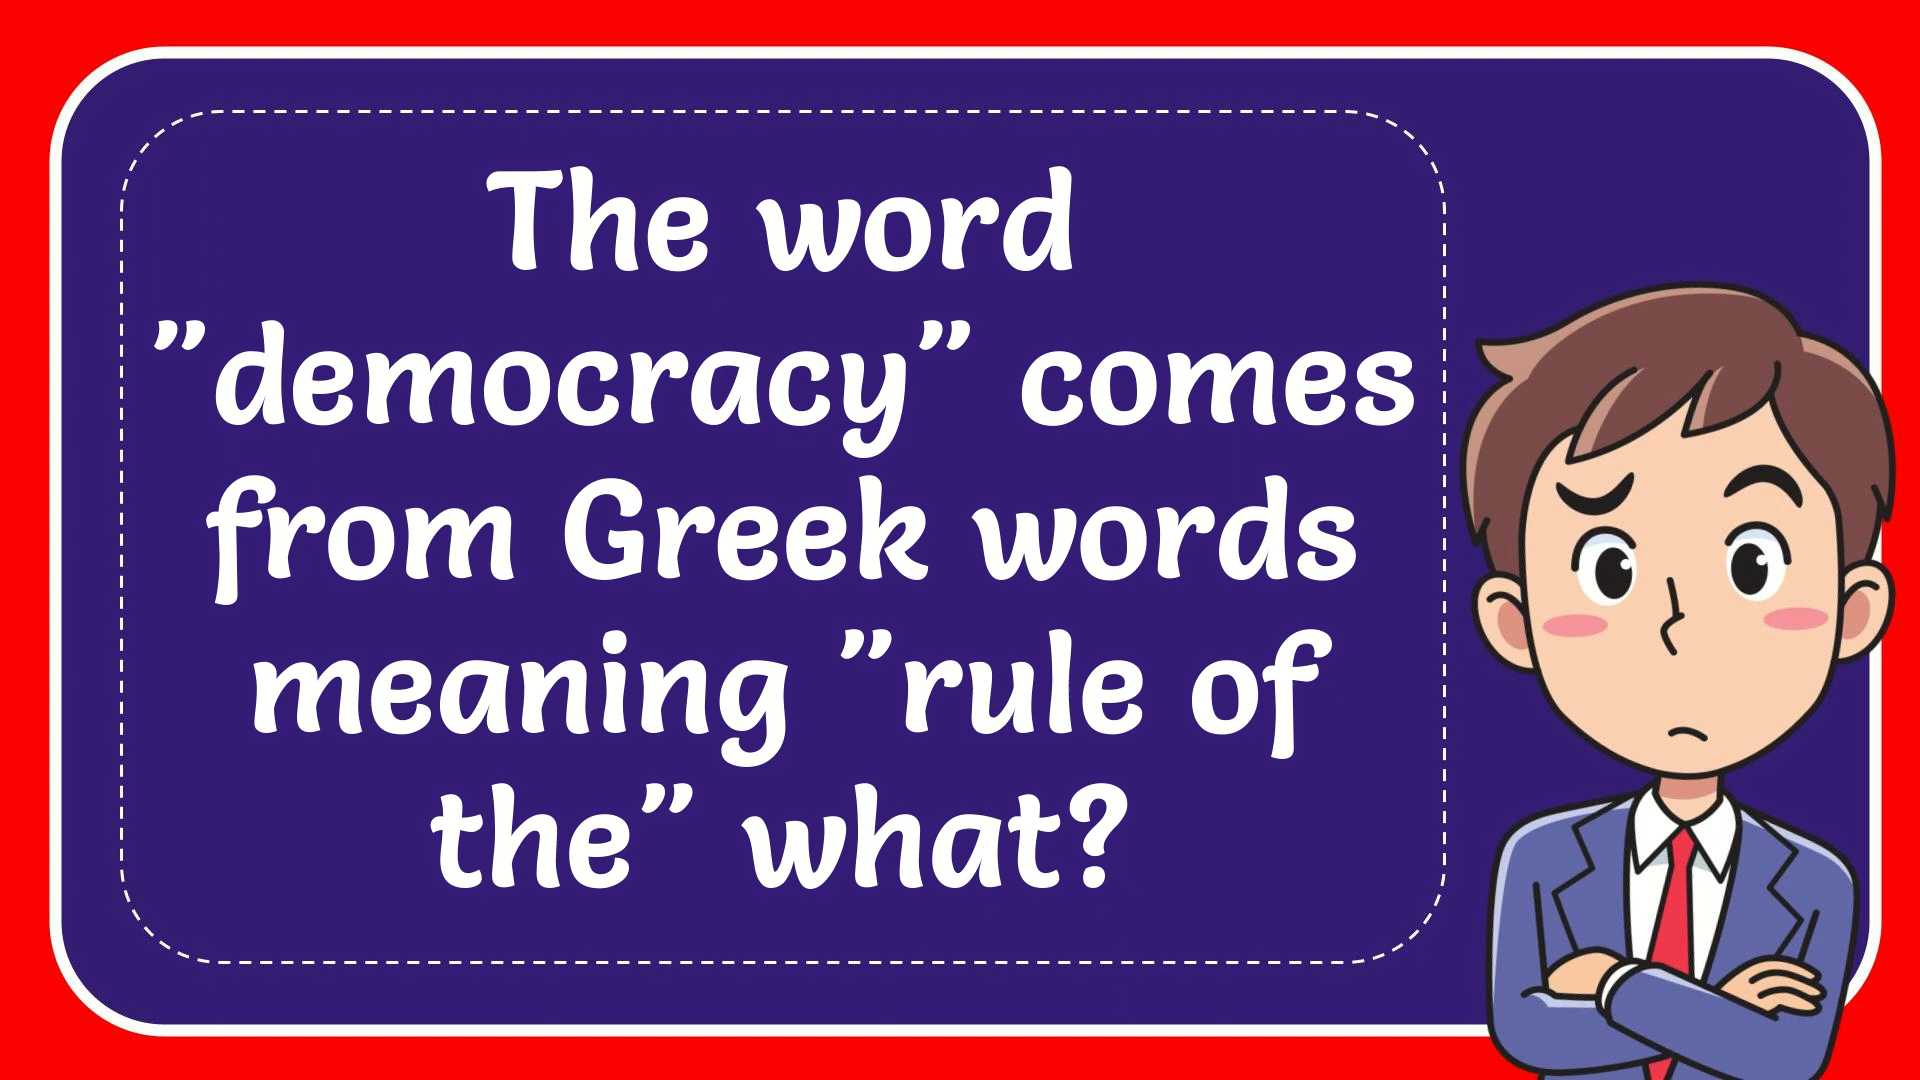 The word
”democracy” comes
from Greek words
meaning ”rule of
the” what?